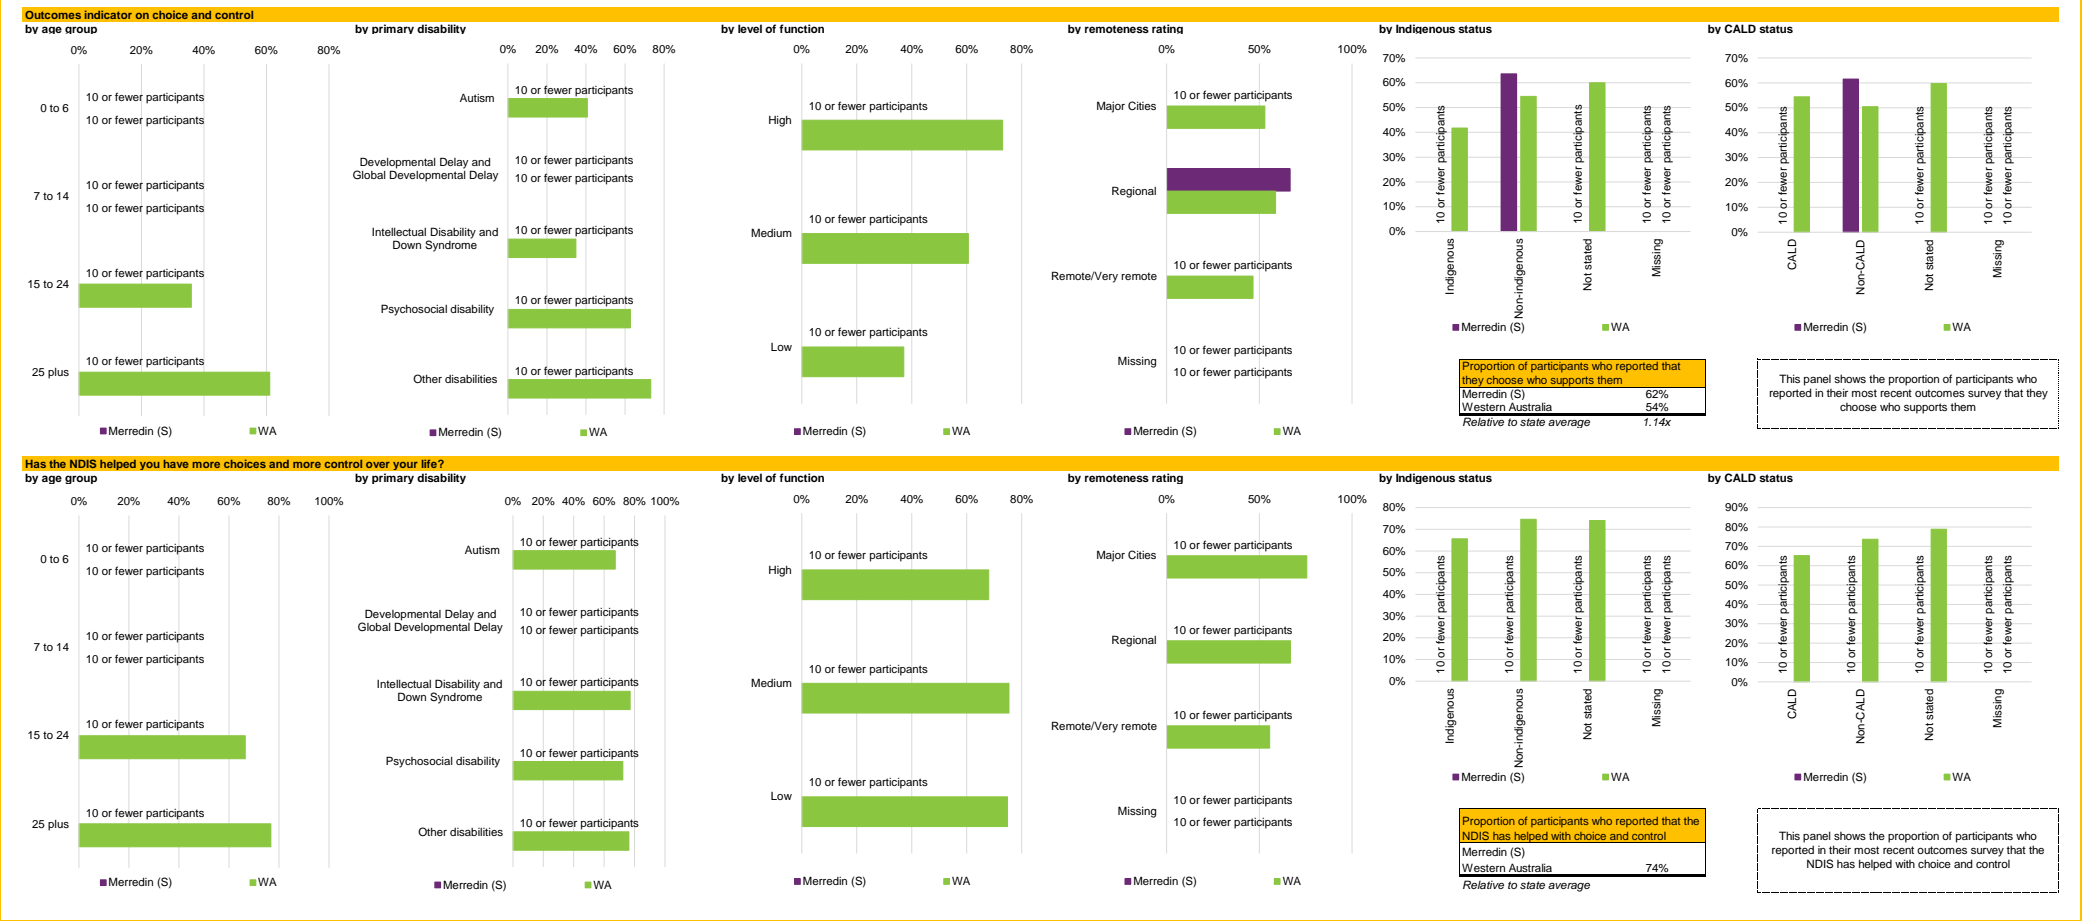 Outcomes indicator on choice and control
by age group
0% 20% 40% 60% 80%
0 to 6
10 or fewer participants
10 or fewer participants
7 to 14
10 or fewer participants
10 or fewer participants
15 to 24
10 or fewer participants
25 plus
10 or fewer participants
Merredin (S) WA
by primary disability
0% 20% 40% 60% 80%
Autism
10 or fewer participants
Developmental Delay and
Global Developmental Delay
10 or fewer participants
10 or fewer participants
Intellectual Disability and
Down Syndrome
10 or fewer participants
Psychosocial disability
10 or fewer participants
Other disabilities
10 or fewer participants
Merredin (S) WA
by level of function
0% 20% 40% 60% 80%
High
10 or fewer participants
Medium
10 or fewer participants
Low
10 or fewer participants
Merredin (S) WA
by remoteness rating
0% 50% 100%
Major Cities
10 or fewer participants
Regional
Remote/Very remote
10 or fewer participants
Missing
10 or fewer participants
10 or fewer participants
Merredin (S) WA
by Indigenous status
70%
60%
50%
40%
30%
20%
10%
0%
10 or fewer participants
10 or fewer participants
10 or fewer participants
10 or fewer participants
Indigenous
Non-indigenous
Not stated
Missing
Merredin (S) WA
by CALD status
70%
60%
50%
40%
30%
20%
10%
0%
10 or fewer participants
10 or fewer participants
10 or fewer participants
10 or fewer participants
CALD
Non-CALD
Not stated
Missing
Merredin (S) WA
Proportion of participants who reported that
they choose who supports them
Merredin (S) 62%
Western Australia 54%
Relative to state average 1.14x
This panel shows the proportion of participants who
reported in their most recent outcomes survey that they
choose who supports them
Has the NDIS helped you have more choices and more control over your life?
by age group
0% 20% 40% 60% 80% 100%
0 to 6
10 or fewer participants
10 or fewer participants
7 to 14
10 or fewer participants
10 or fewer participants
15 to 24
10 or fewer participants
25 plus
10 or fewer participants
Merredin (S) WA
by primary disability
0% 20% 40% 60% 80% 100%
Autism
10 or fewer participants
Developmental Delay and
Global Developmental Delay
10 or fewer participants
10 or fewer participants
Intellectual Disability and
Down Syndrome
10 or fewer participants
Psychosocial disability
10 or fewer participants
Other disabilities
10 or fewer participants
Merredin (S) WA
by level of function
0% 20% 40% 60% 80%
High
10 or fewer participants
Medium
10 or fewer participants
Low
10 or fewer participants
Merredin (S) WA
by remoteness rating
0% 50% 100%
Major Cities
10 or fewer participants
Regional
10 or fewer participants
Remote/Very remote
10 or fewer participants
Missing
10 or fewer participants
10 or fewer participants
Merredin (S) WA
by Indigenous status
80%
70%
60%
50%
40%
30%
20%
10%
0%
10 or fewer participants
10 or fewer participants
10 or fewer participants
10 or fewer participants
10 or fewer participants
Indigenous
Non-indigenous
Not stated
Missing
Merredin (S) WA
by CALD status
90%
80%
70%
60%
50%
40%
30%
20%
10%
0%
10 or fewer participants
10 or fewer participants
10 or fewer participants
10 or fewer participants
10 or fewer participants
CALD
Non-CALD
Not stated
Missing
Merredin (S) WA
Proportion of participants who reported that the
NDIS has helped with choice and control
Merredin (S)
Western Australia 74%
Relative to state average
This panel shows the proportion of participants who
reported in their most recent outcomes survey that the
NDIS has helped with choice and control